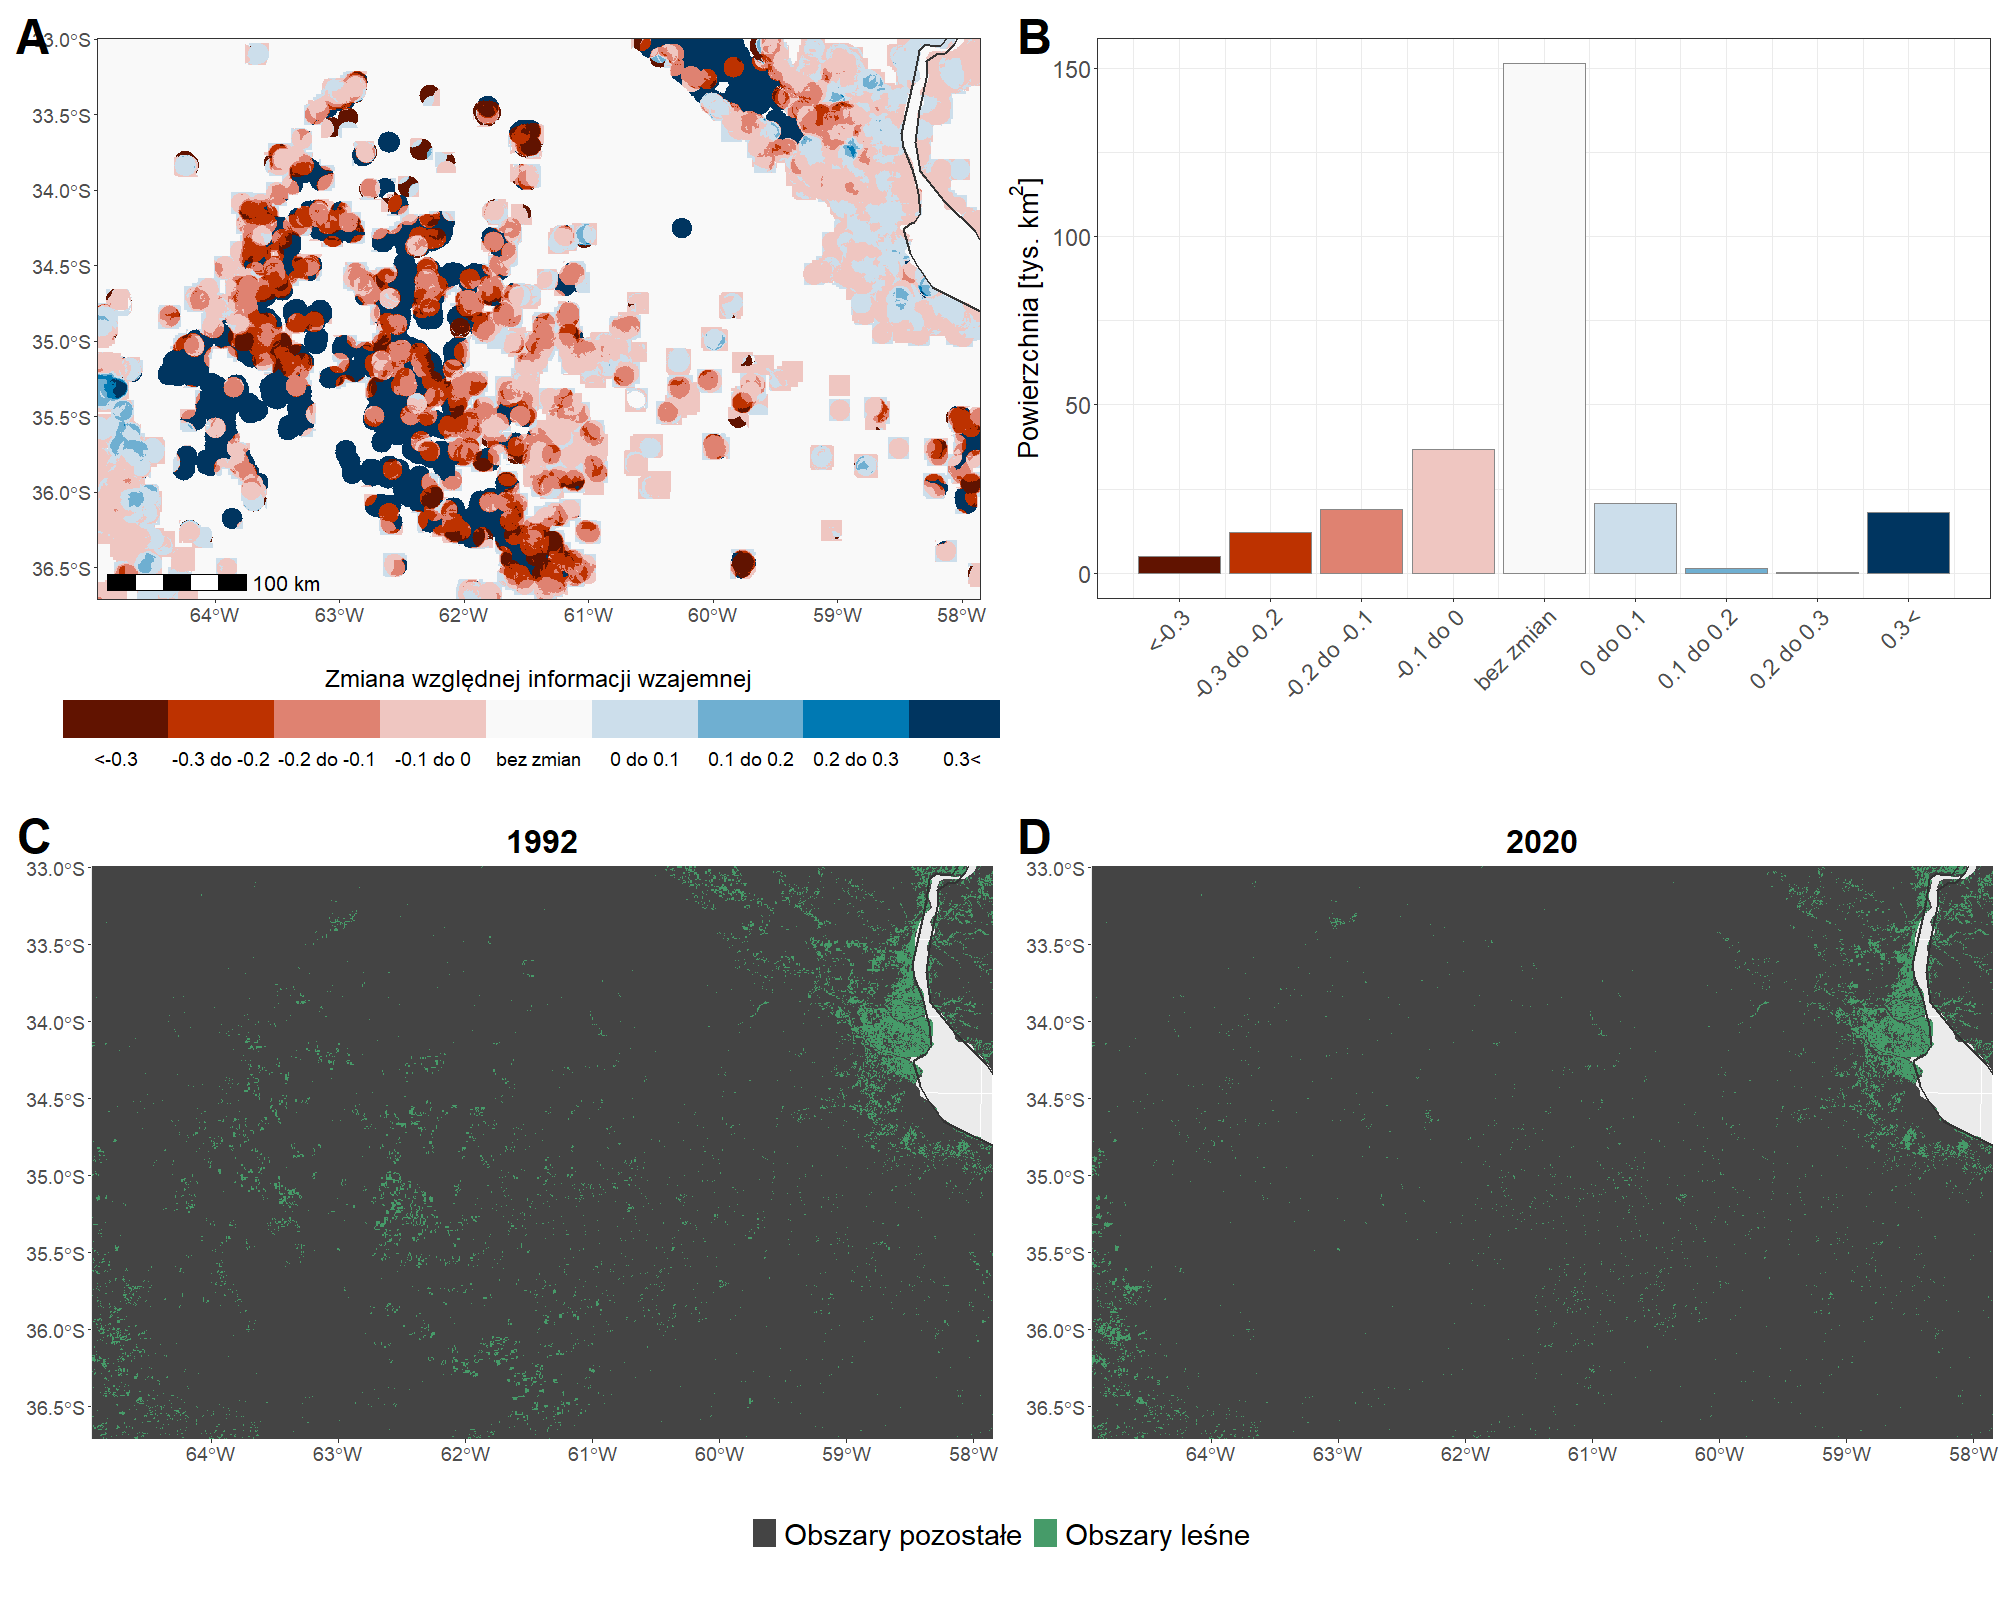 A
33.0°S
33.5°S
34.0°S
34.5°S
35.0°S
35.5°S
36.0°S
36.5°S
100 km
64°W
63°W
62°W
61°W
60°W
59°W
58°W
Zmiana względnej informacji wzajemnej
<-0.3
-0.3 do -0.2
-0.2 do -0.1
-0.1 do 0
bez zmian
0 do 0.1
0.1 do 0.2
0.2 do 0.3
0.3<
B
Powierzchnia [tys. km²]
150
100
50
0
<-0.3
-0.3 do -0.2
-0.2 do -0.1
-0.1 do 0
bez zmian
0 do 0.1
0.1 do 0.2
0.2 do 0.3
0.3<
C
1992
33.0°S
33.5°S
34.0°S
34.5°S
35.0°S
35.5°S
36.0°S
36.5°S
64°W
63°W
62°W
61°W
60°W
59°W
58°W
D
2020
33.0°S
33.5°S
34.0°S
34.5°S
35.0°S
35.5°S
36.0°S
36.5°S
64°W
63°W
62°W
61°W
60°W
59°W
58°W
Obszary pozostałe
Obszary leśne